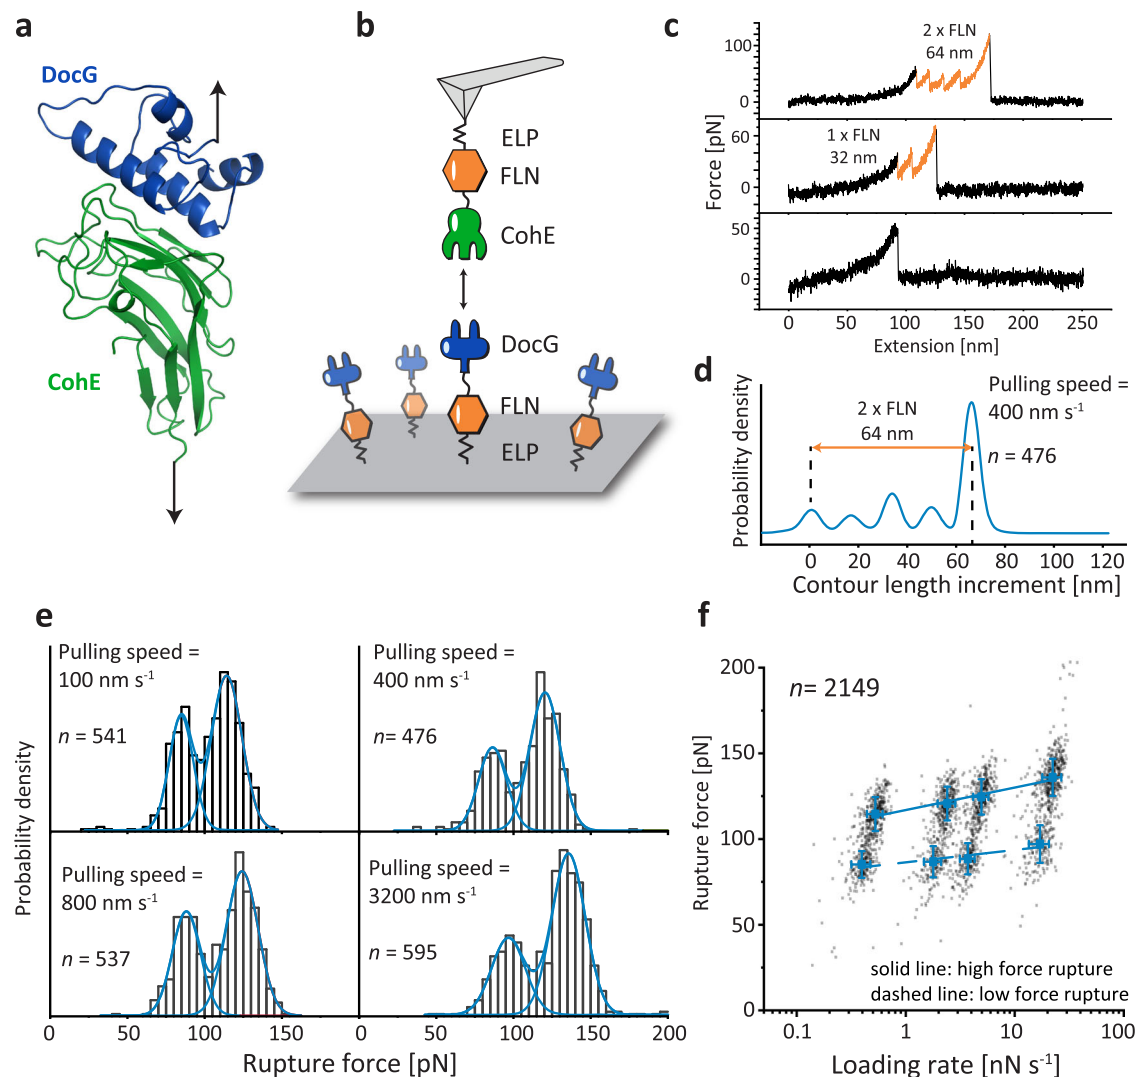 a
DocG
CohE
b
ELP
FLN
CohE
DocG
FLN
ELP
c
2 x FLN
64 nm
100
0
1 x FLN
32 nm
60
0
50
0
Force [pN]
0 50 100 150 200 250
Extension [nm]
d
Pulling speed =
400 nm s⁻¹
n = 476
2 x FLN
64 nm
Probability density
0 20 40 60 80 100 120
Contour length increment [nm]
e
Pulling speed =
100 nm s⁻¹
n = 541
Pulling speed =
400 nm s⁻¹
n= 476
Pulling speed =
800 nm s⁻¹
n = 537
Pulling speed =
3200 nm s⁻¹
n = 595
Probability density
0 50 100 150 0 50 100 150 200
Rupture force [pN]
f
n= 2149
200
150
100
50
0
Rupture force [pN]
solid line: high force rupture
dashed line: low force rupture
0.1 1 10 100
Loading rate [nN s⁻¹]